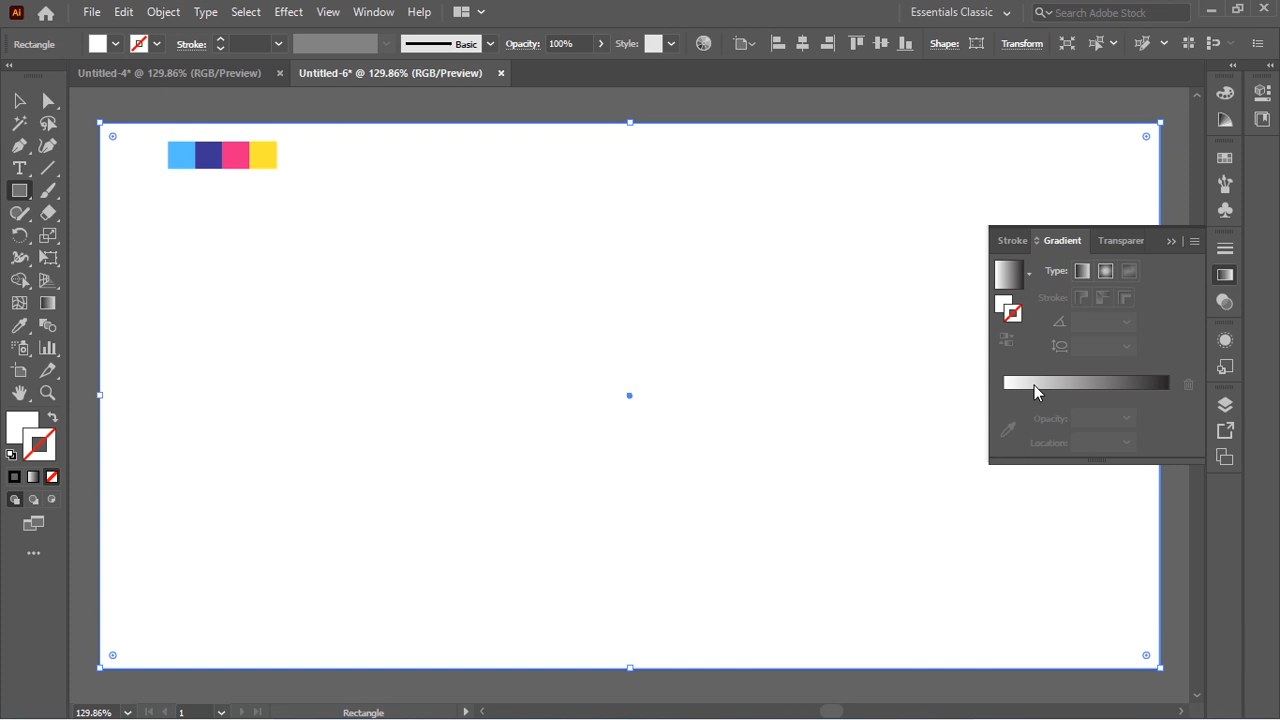 Ai File Edit Object Type Select Effect View Window Help Essentials Classic Search Adobe Stock
Rectangle Stroke: Basic Opacity: 100% Style: Shape: Transform
Untitled-4* @ 129.86% (RGB/Preview) × Untitled-6* @ 129.86% (RGB/Preview) ×
Stroke Gradient Transparer
Type:
Stroke:
Opacity:
Location:
129.86% 1 Rectangle